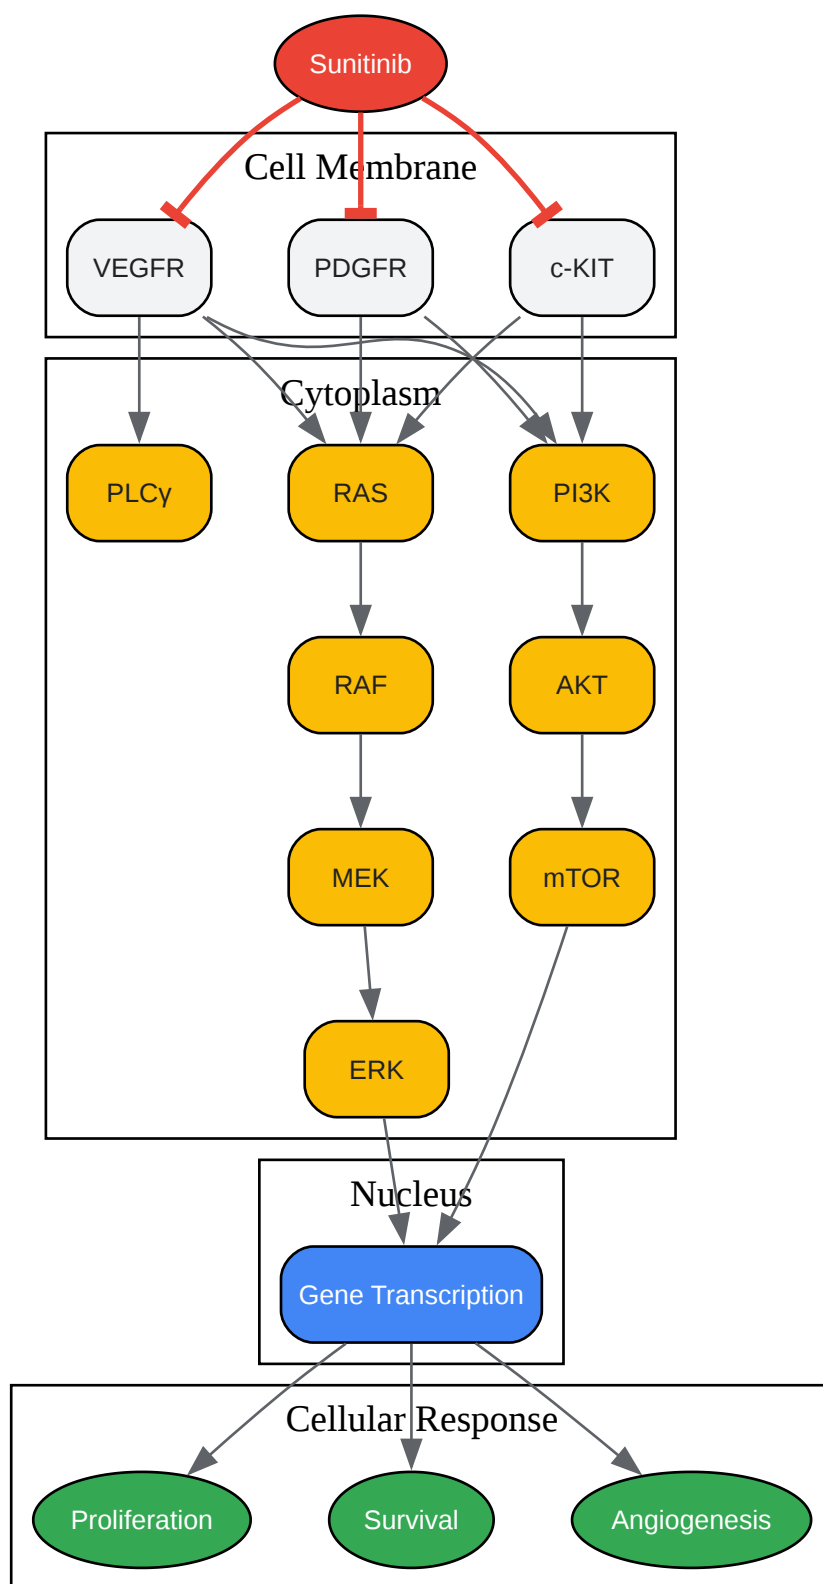 Sunitinib
Cell Membrane
VEGFR
PDGFR
c-KIT
Cytoplasm
PLCγ
RAS
PI3K
RAF
AKT
MEK
mTOR
ERK
Nucleus
Gene Transcription
Cellular Response
Proliferation
Survival
Angiogenesis